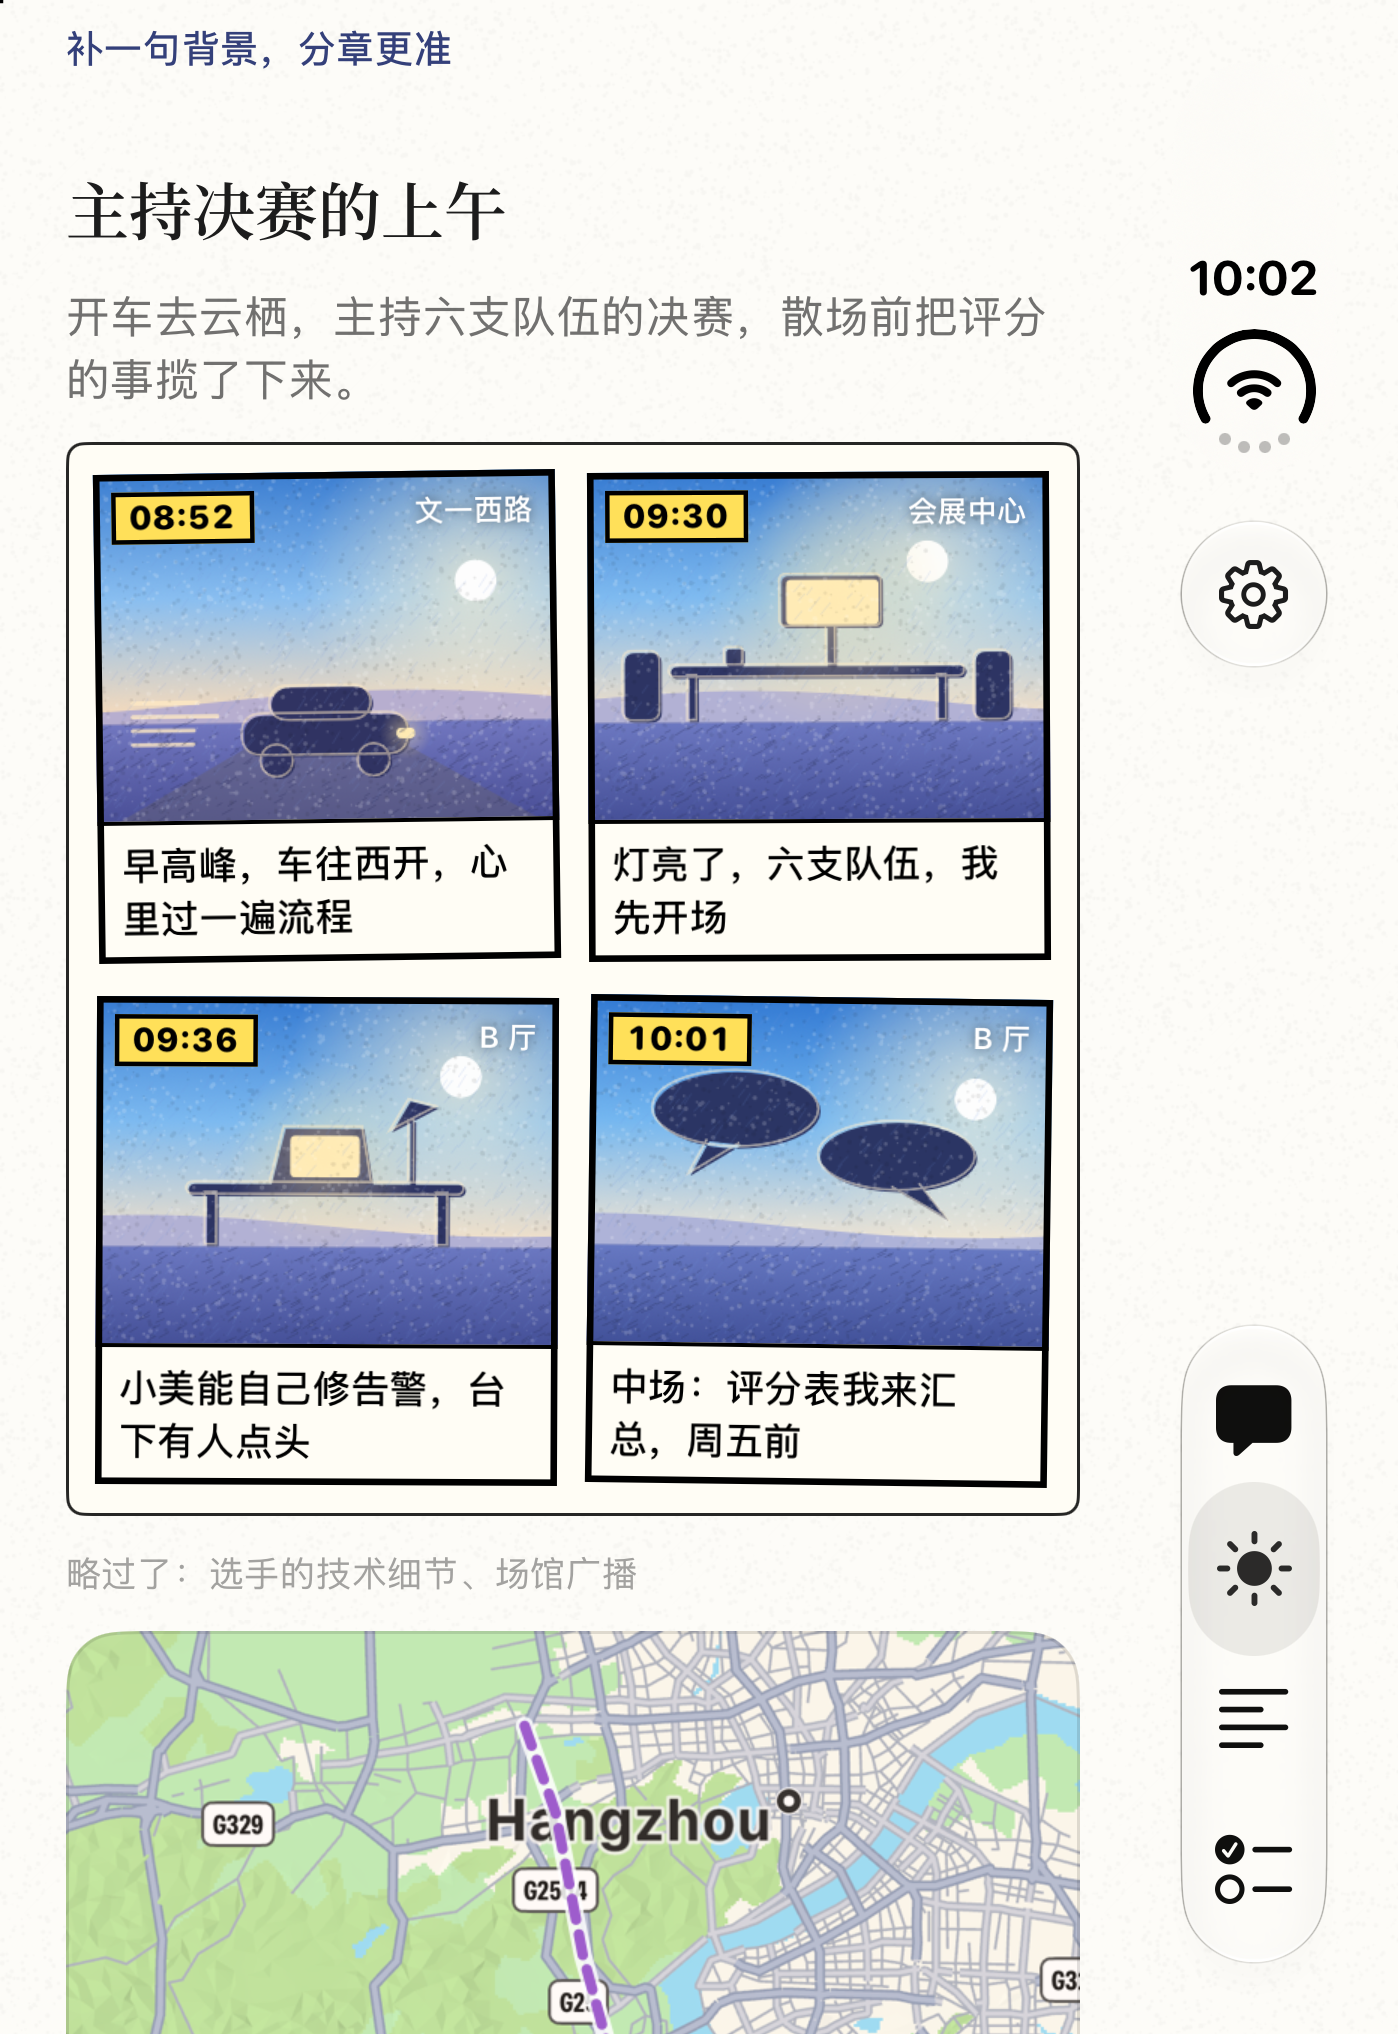 补一句背景，分章更准
主持决赛的上午
10:02
开车去云栖，主持六支队伍的决赛，散场前把评分
的事揽了下来。
08:52
文一西路
早高峰，车往西开，心
里过一遍流程
09:30
会展中心
灯亮了，六支队伍，我
先开场
09:36
B 厅
小美能自己修告警，台
下有人点头
10:01
B 厅
中场：评分表我来汇
总，周五前
略过了：选手的技术细节、场馆广播
Hangzhou
G329